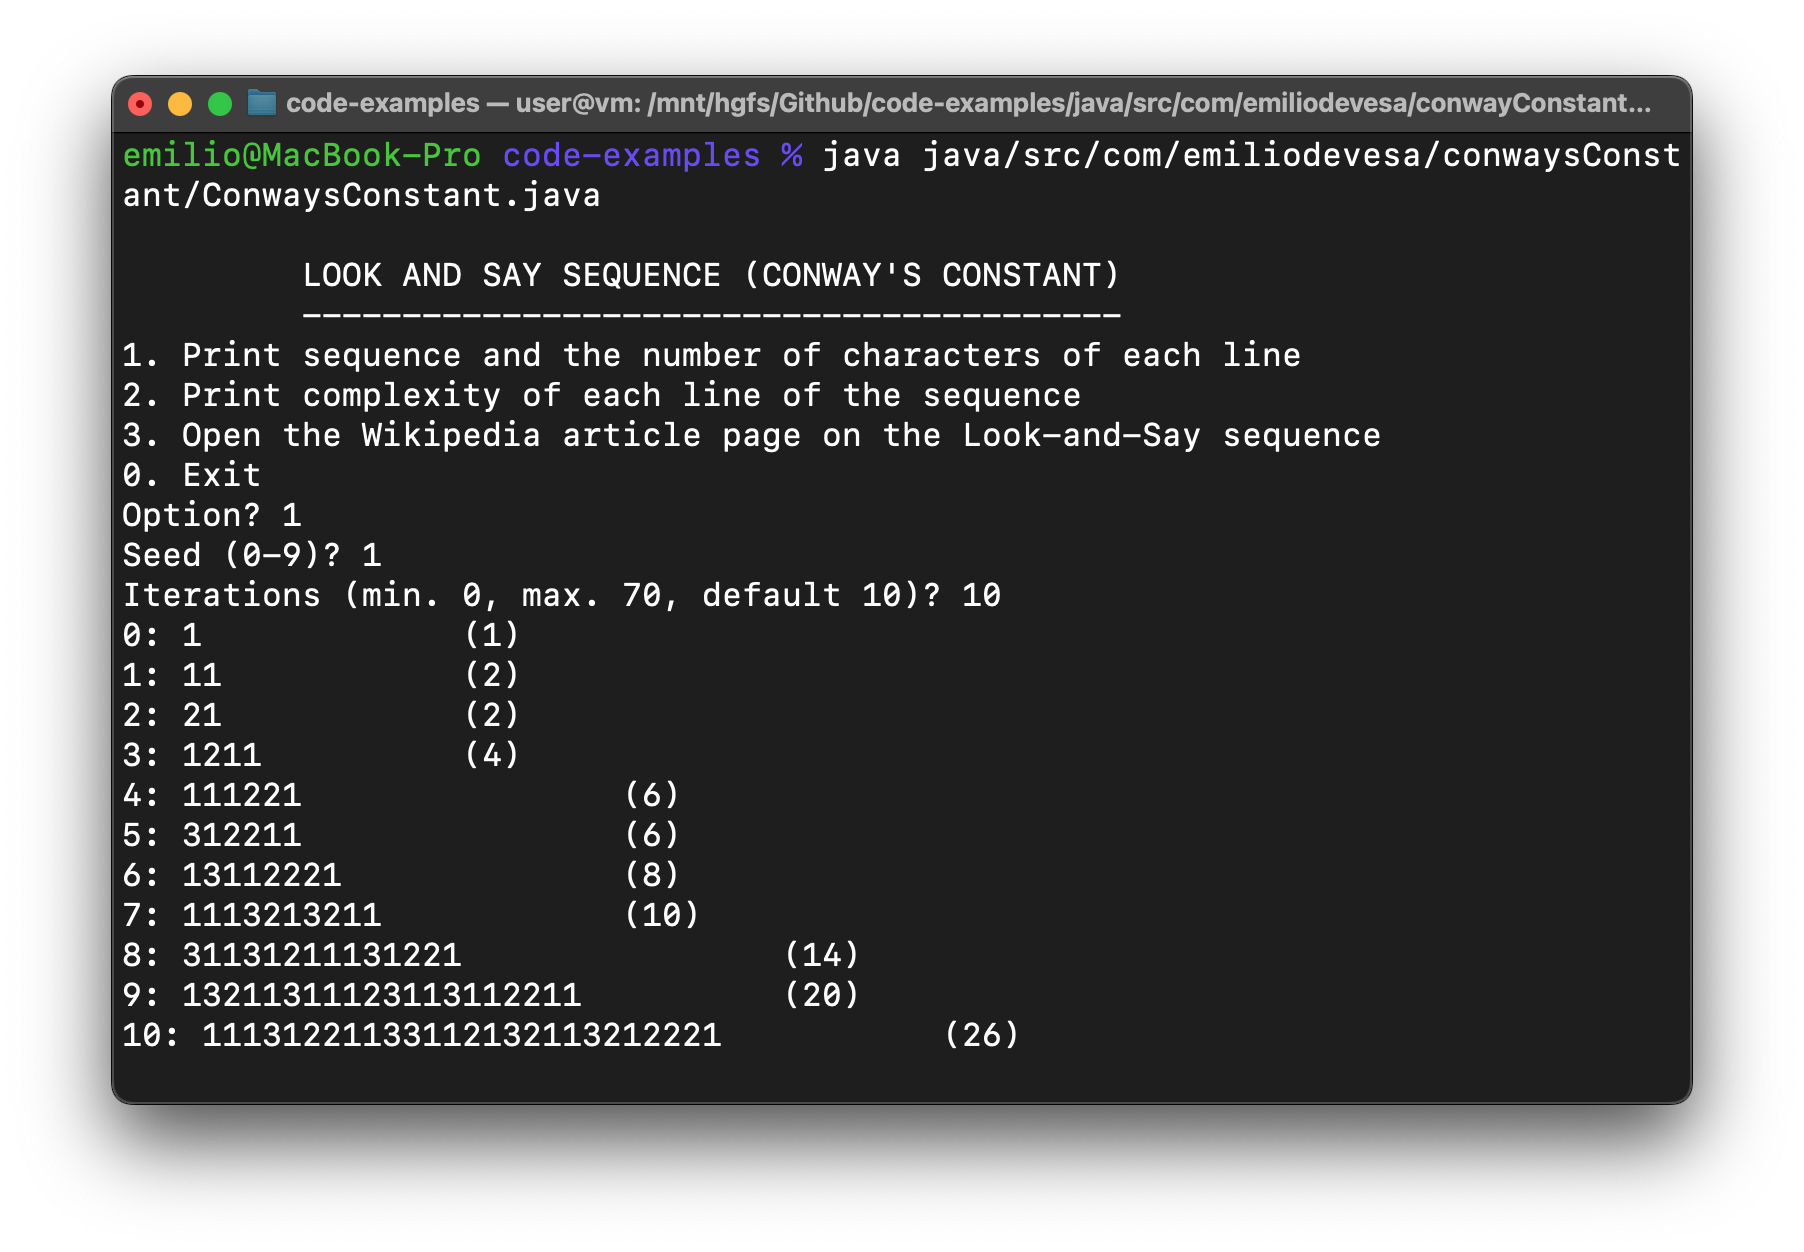 code-examples — user@vm: /mnt/hgfs/Github/code-examples/java/src/com/emiliodevesa/conwayConstant...
emilio@MacBook-Pro code-examples % java java/src/com/emiliodevesa/conwaysConst
ant/ConwaysConstant.java
LOOK AND SAY SEQUENCE (CONWAY'S CONSTANT)
-----------------------------------------
1. Print sequence and the number of characters of each line
2. Print complexity of each line of the sequence
3. Open the Wikipedia article page on the Look-and-Say sequence
0. Exit
Option? 1
Seed (0-9)? 1
Iterations (min. 0, max. 70, default 10)? 10
0: 1 (1)
1: 11 (2)
2: 21 (2)
3: 1211 (4)
4: 111221 (6)
5: 312211 (6)
6: 13112221 (8)
7: 1113213211 (10)
8: 31131211131221 (14)
9: 13211311123113112211 (20)
10: 11131221133112132113212221 (26)